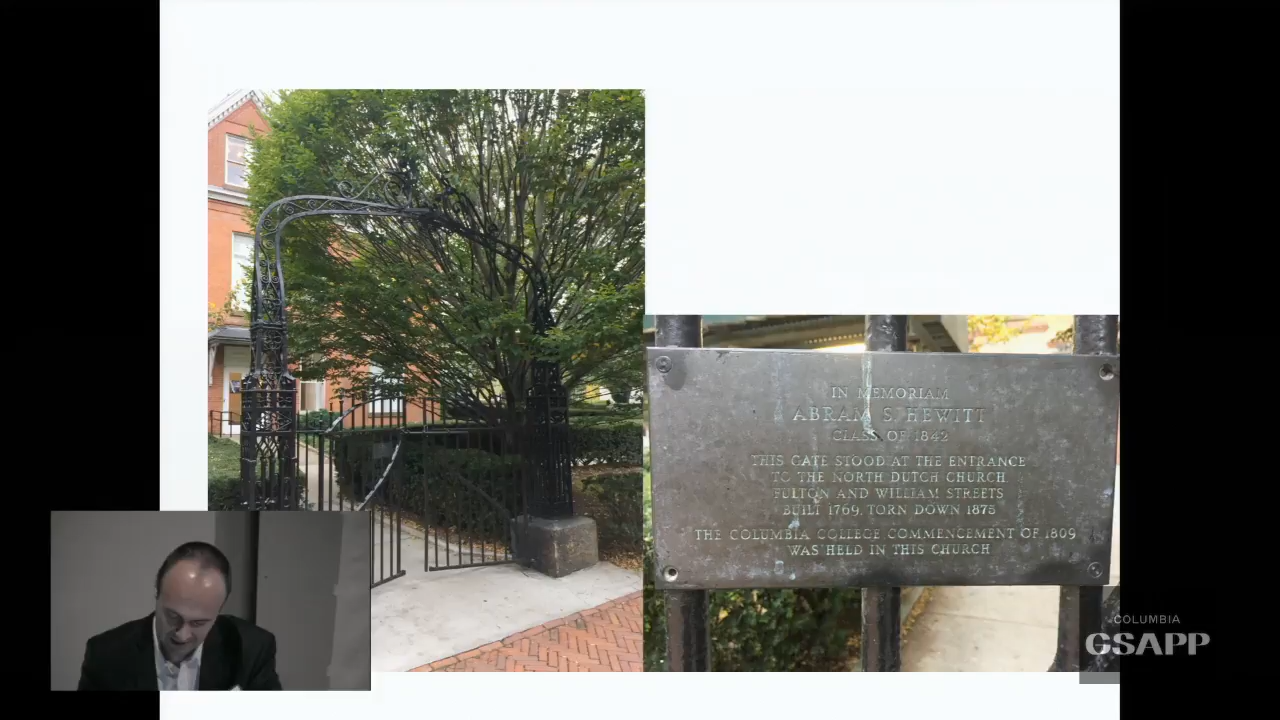 IN MEMORIAM
ABRAM S. HEWITT
CLASS OF 1842
THIS GATE STOOD AT THE ENTRANCE
TO THE NORTH DUTCH CHURCH
FULTON AND WILLIAM STREETS
BUILT 1769, TORN DOWN 1875
THE COLUMBIA COLLEGE COMMENCEMENT OF 1809
WAS HELD IN THIS CHURCH
COLUMBIA
GSAPP